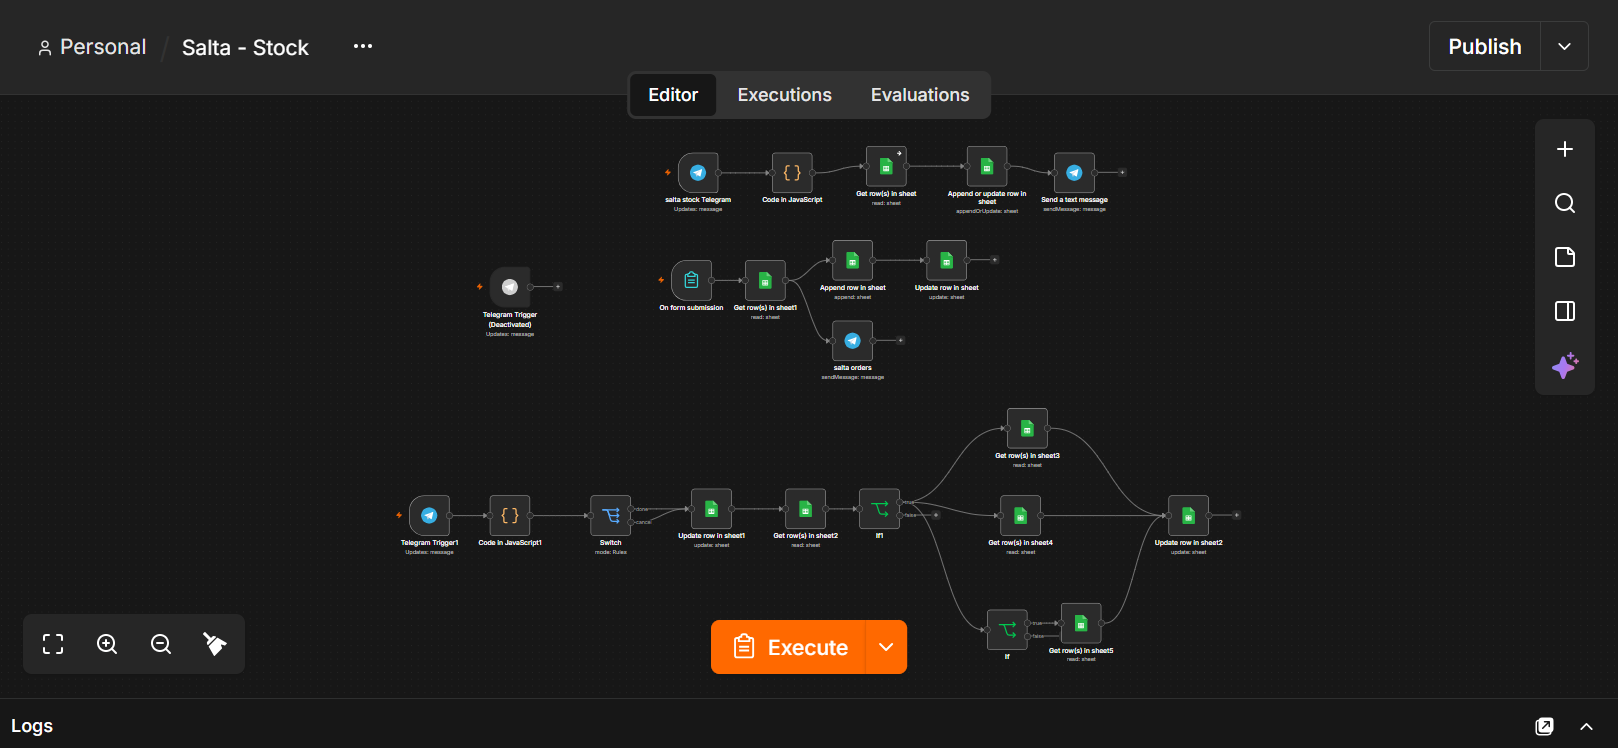 Personal / Salta - Stock ...
Publish
Editor Executions Evaluations
salta stock Telegram
Updates: message
Code in JavaScript
Get row(s) in sheet
read: sheet
Append or update row in
sheet
appendOrUpdate: sheet
Send a text message
sendMessage: message
Telegram Trigger
(Deactivated)
Updates: message
On form submission
Get row(s) in sheet1
read: sheet
Append row in sheet
append: sheet
Update row in sheet
update: sheet
salta orders
sendMessage: message
Telegram Trigger1
Updates: message
Code in JavaScript1
Switch
mode: Rules
done
cancel
Update row in sheet1
update: sheet
Get row(s) in sheet2
read: sheet
If1
true
false
Get row(s) in sheet3
read: sheet
Get row(s) in sheet4
read: sheet
If
true
false
Get row(s) in sheet5
read: sheet
Update row in sheet2
update: sheet
Execute
Logs